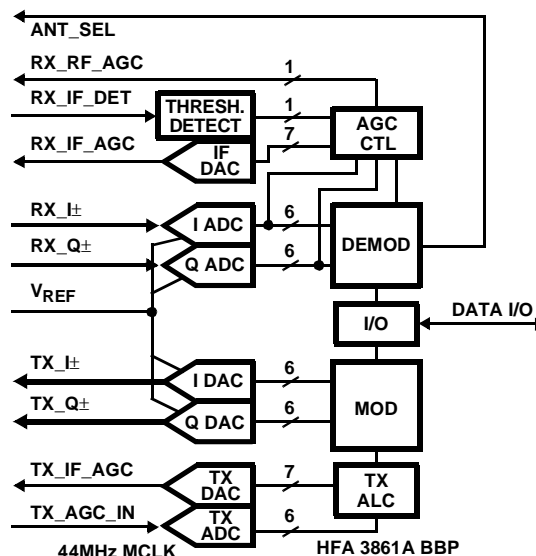 ANT_SEL
RX_RF_AGC
1
RX_IF_DET
THRESH.
DETECT
1
AGC
CTL
RX_IF_AGC
IF
DAC
7
RX_I±
I ADC
6
DEMOD
RX_Q±
Q ADC
6
VREF
I/O
DATA I/O
TX_I±
I DAC
6
MOD
TX_Q±
Q DAC
6
TX_IF_AGC
TX
DAC
7
TX
ALC
TX_AGC_IN
TX
ADC
6
44MHz MCLK
HFA 3861A BBP